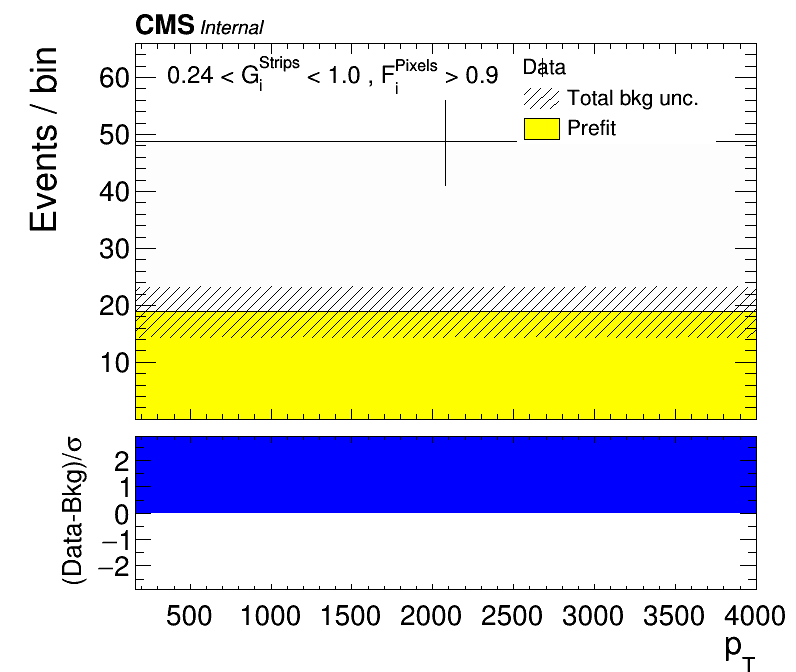 CMS Internal
0.24 < G_i^Strips < 1.0 , F_i^Pixels > 0.9
Data
Total bkg unc.
Prefit
Events / bin
60
50
40
30
20
10
(Data-Bkg)/σ
2
1
0
−1
−2
500 1000 1500 2000 2500 3000 3500 4000
p_T